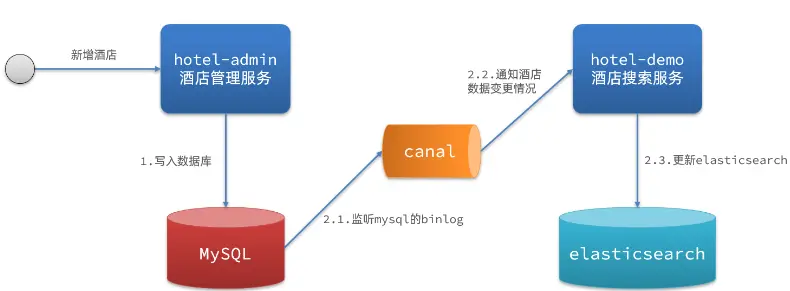 新增酒店
hotel-admin
酒店管理服务
1.写入数据库
MySQL
2.1.监听mysql的binlog
canal
2.2.通知酒店
数据变更情况
hotel-demo
酒店搜索服务
2.3.更新elasticsearch
elasticsearch